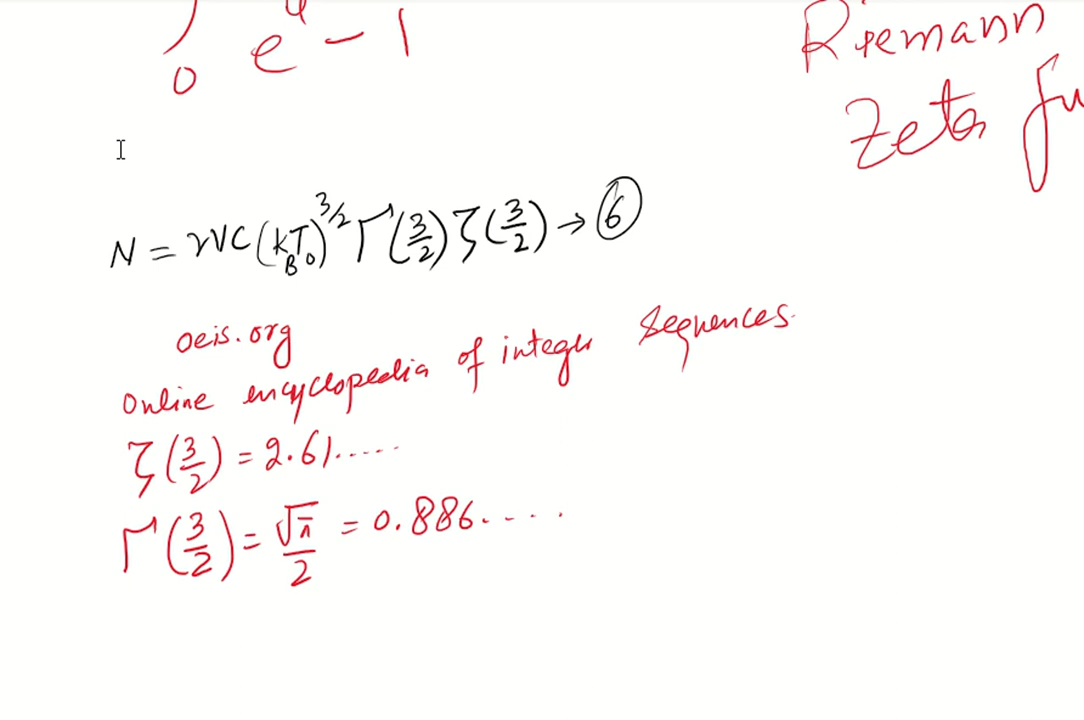 0 e^u - 1
Riemann
Zeta fu
N = γVC (k_B T_0)^{3/2} Γ(3/2) ζ(3/2) → ⑥
oeis.org
Online encyclopedia of integer sequences.
ζ(3/2) = 2.61.....
Γ(3/2) = √π/2 = 0.886.....